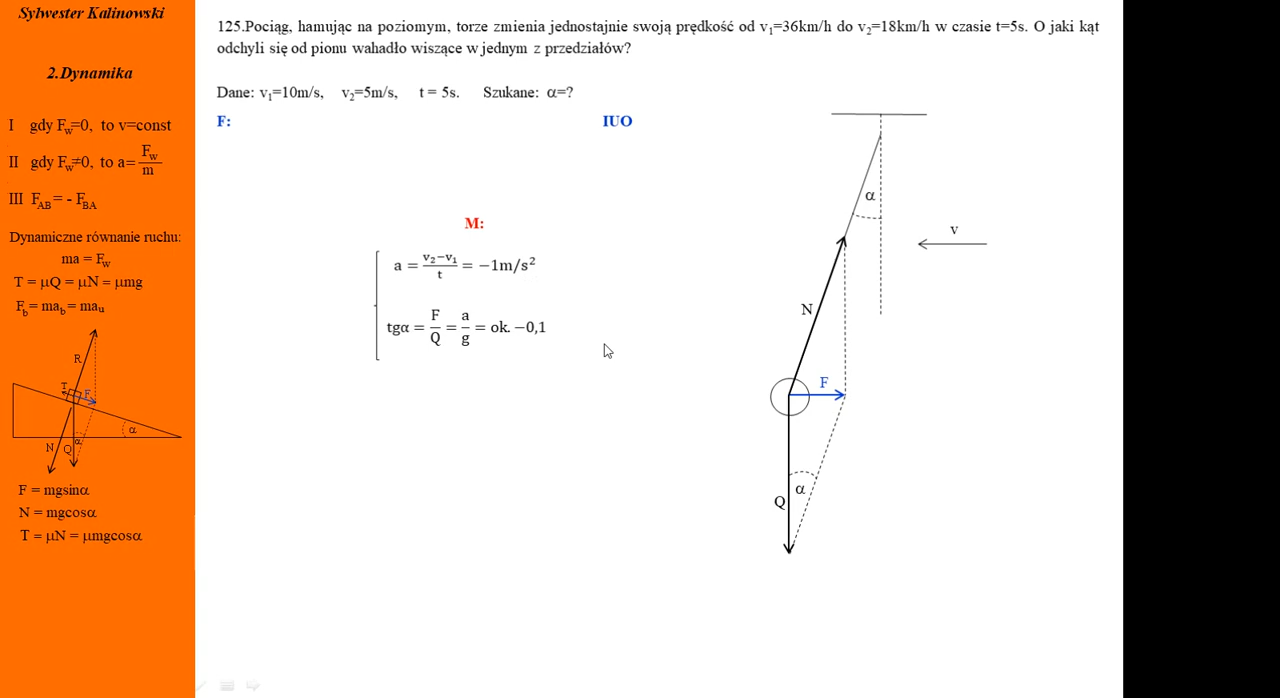 Sylwester Kalinowski
2.Dynamika
I gdy Fw=0, to v=const
II gdy Fw≠0, to a=Fw/m
III FAB = - FBA
Dynamiczne równanie ruchu:
ma = Fw
T = μQ = μN = μmg
Fb = mab = mau
R
T
F
α
N
Q
α
F = mgsinα
N = mgcosα
T = μN = μmgcosα
125.Pociąg, hamując na poziomym, torze zmienia jednostajnie swoją prędkość od v1=36km/h do v2=18km/h w czasie t=5s. O jaki kąt
odchyli się od pionu wahadło wiszące w jednym z przedziałów?
Dane: v1=10m/s, v2=5m/s, t = 5s. Szukane: α=?
F:
IUO
M:
a = v2−v1/t = −1m/s²
tgα = F/Q = a/g = ok. −0,1
α
v
N
F
Q
α